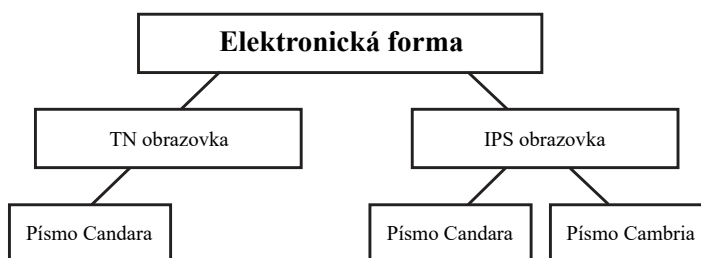 Elektronická forma
TN obrazovka
IPS obrazovka
Písmo Candara
Písmo Candara
Písmo Cambria